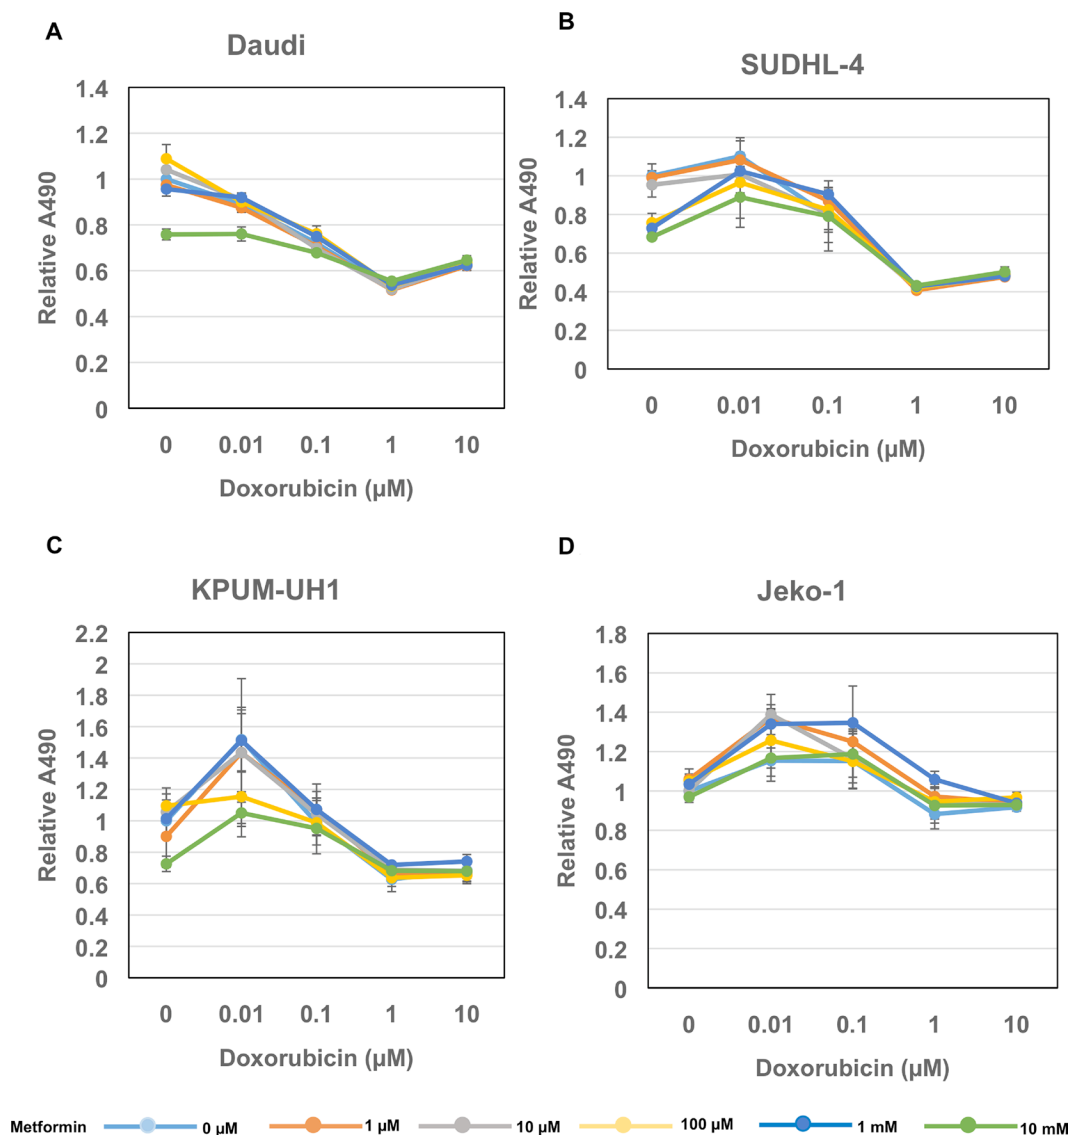 A
Daudi
1.4
1.2
1
0.8
0.6
0.4
0.2
0
Relative A490
0 0.01 0.1 1 10
Doxorubicin (µM)
B
SUDHL-4
1.4
1.2
1
0.8
0.6
0.4
0.2
0
Relative A490
0 0.01 0.1 1 10
Doxorubicin (µM)
C
KPUM-UH1
2.2
2
1.8
1.6
1.4
1.2
1
0.8
0.6
0.4
0.2
0
Relative A490
0 0.01 0.1 1 10
Doxorubicin (µM)
D
Jeko-1
1.8
1.6
1.4
1.2
1
0.8
0.6
0.4
0.2
0
Relative A490
0 0.01 0.1 1 10
Doxorubicin (µM)
Metformin 0 µM 1 µM 10 µM 100 µM 1 mM 10 mM